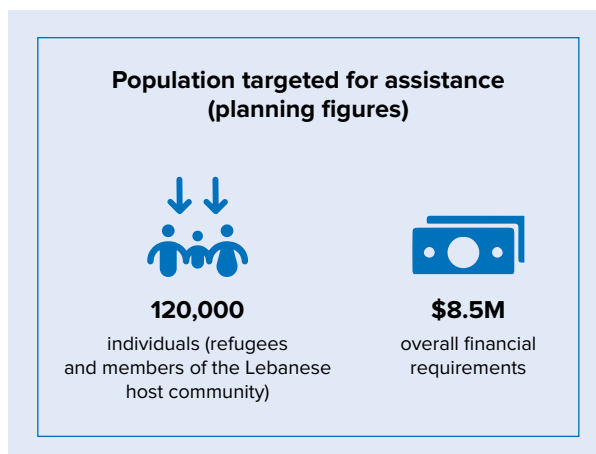 Population targeted for assistance
(planning figures)
120,000
individuals (refugees
and members of the Lebanese
host community)
$8.5M
overall financial
requirements